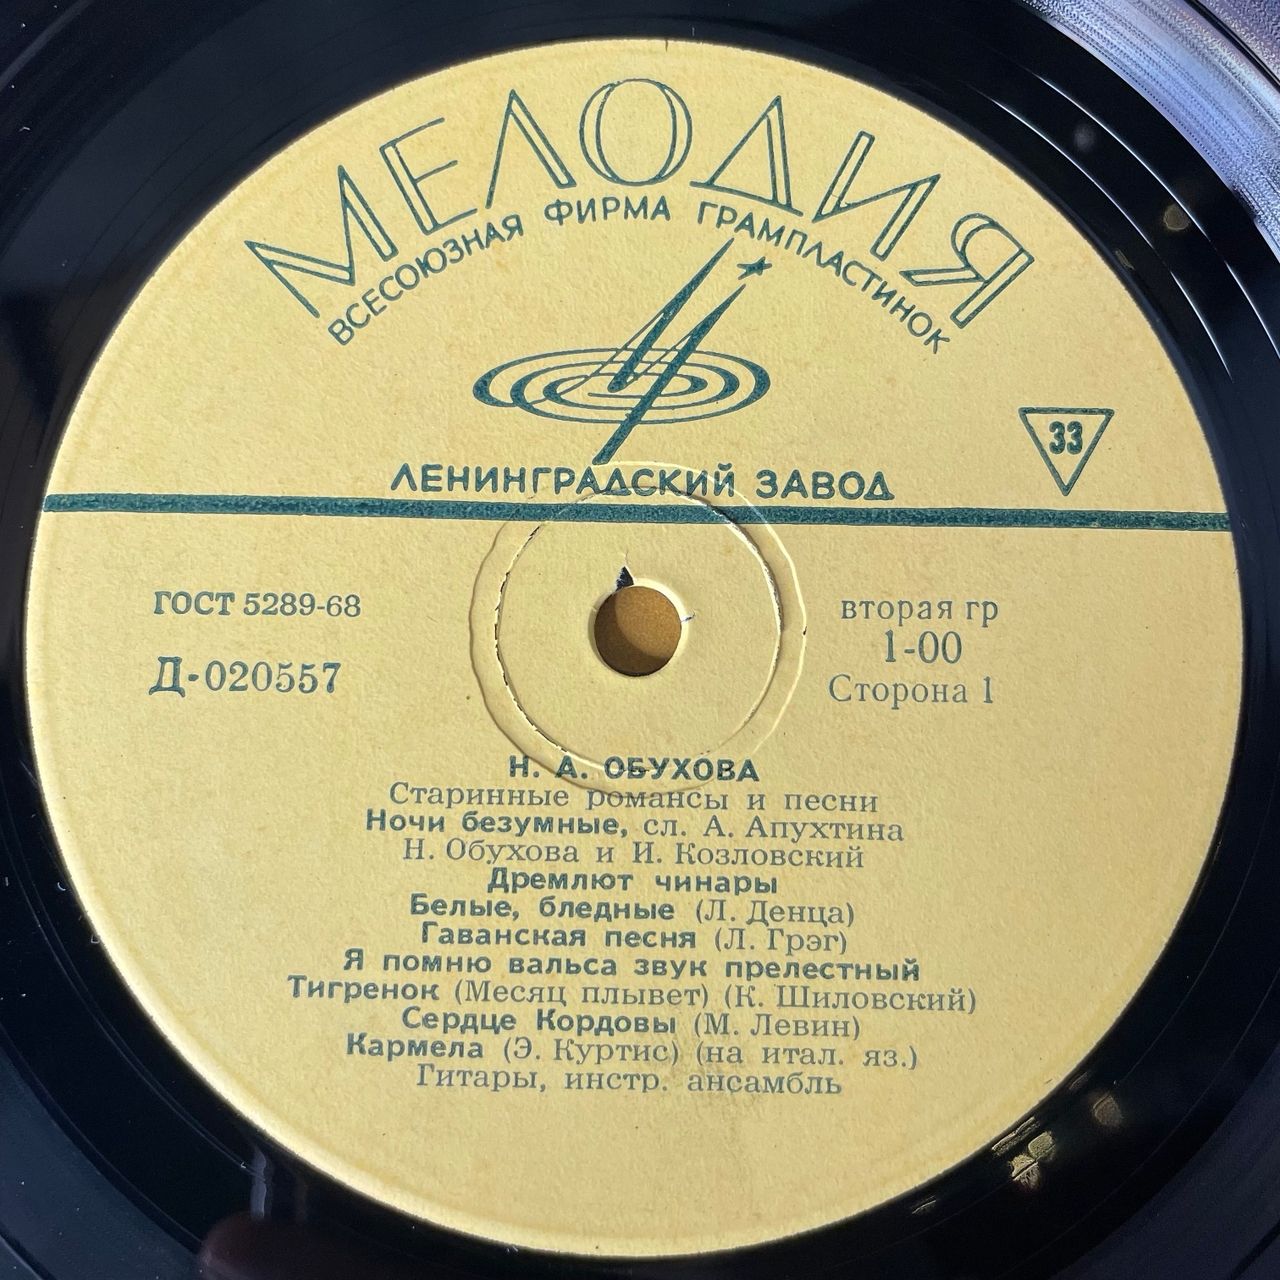 МЕЛОДИЯ
ВСЕСОЮЗНАЯ ФИРМА ГРАМПЛАСТИНОК
33
ЛЕНИНГРАДСКИЙ ЗАВОД
ГОСТ 5289-68
вторая гр
Д-020557
1-00
Сторона 1
Н. А. ОБУХОВА
Старинные романсы и песни
Ночи безумные, сл. А. Апухтина
Н. Обухова и И. Козловский
Дремлют чинары
Белые, бледные (Л. Денца)
Гаванская песня (Л. Грэг)
Я помню вальса звук прелестный
Тигренок (Месяц плывет) (К. Шиловский)
Сердце Кордовы (М. Левин)
Кармела (Э. Куртис) (на итал. яз.)
Гитары, инстр. ансамбль